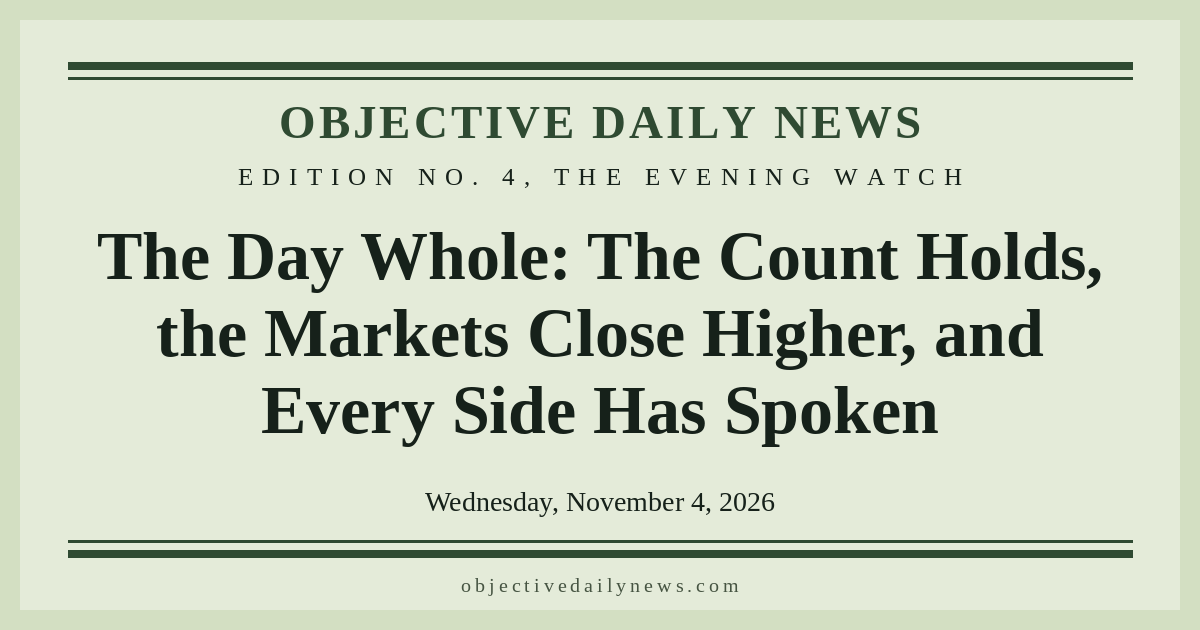 OBJECTIVE DAILY NEWS
EDITION NO. 4, THE EVENING WATCH
The Day Whole: The Count Holds,
the Markets Close Higher, and
Every Side Has Spoken
Wednesday, November 4, 2026
objectivedailynews.com